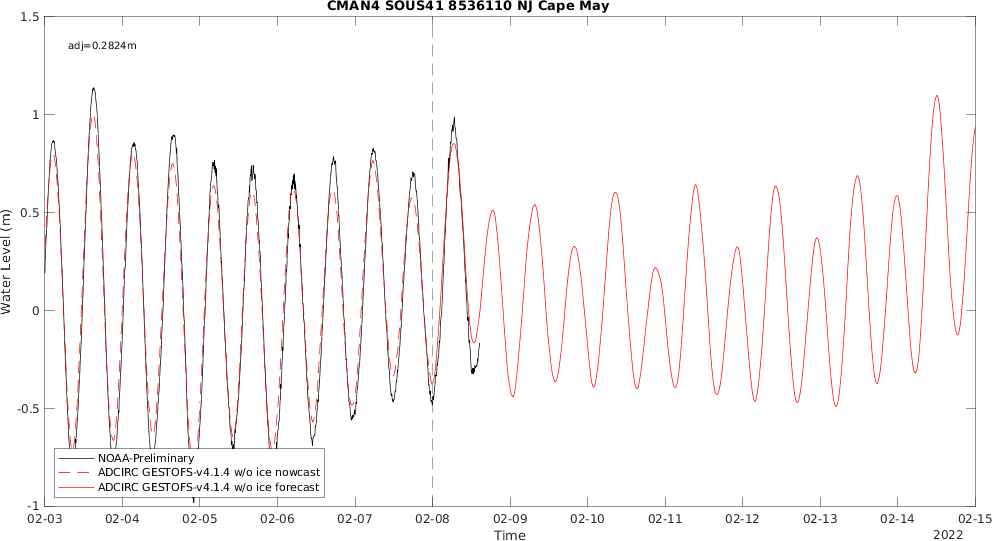 CMAN4 SOUS41 8536110 NJ Cape May
1.5
adj=0.2824m
1
0.5
0
-0.5
-1
Water Level (m)
NOAA-Preliminary
ADCIRC GESTOFS-v4.1.4 w/o ice nowcast
ADCIRC GESTOFS-v4.1.4 w/o ice forecast
02-03 02-04 02-05 02-06 02-07 02-08 02-09 02-10 02-11 02-12 02-13 02-14 02-15
Time
2022